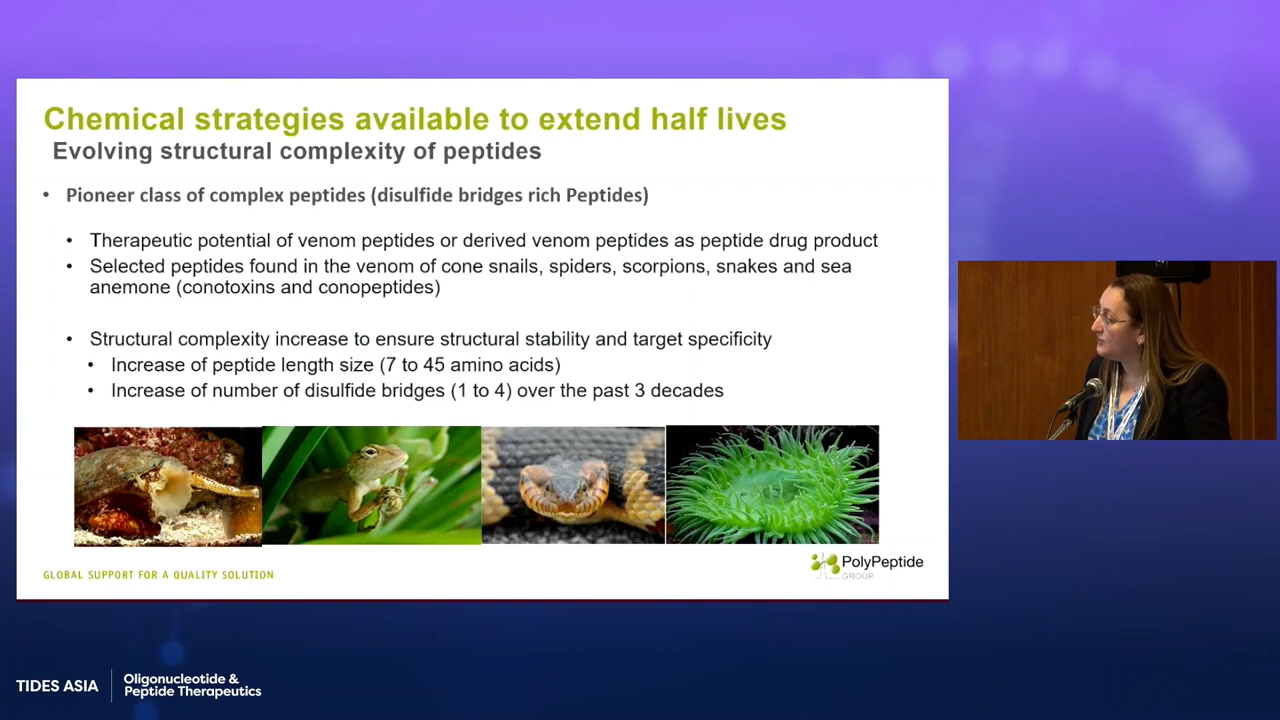 Chemical strategies available to extend half lives
Evolving structural complexity of peptides
• Pioneer class of complex peptides (disulfide bridges rich Peptides)
• Therapeutic potential of venom peptides or derived venom peptides as peptide drug product
• Selected peptides found in the venom of cone snails, spiders, scorpions, snakes and sea
anemone (conotoxins and conopeptides)
• Structural complexity increase to ensure structural stability and target specificity
• Increase of peptide length size (7 to 45 amino acids)
• Increase of number of disulfide bridges (1 to 4) over the past 3 decades
GLOBAL SUPPORT FOR A QUALITY SOLUTION
PolyPeptide
GROUP
TIDES ASIA
Oligonucleotide &
Peptide Therapeutics